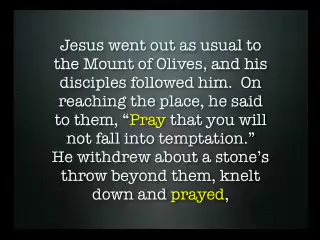 Jesus went out as usual to
the Mount of Olives, and his
disciples followed him.  On
reaching the place, he said
to them, “Pray that you will
not fall into temptation.”
He withdrew about a stone’s
throw beyond them, knelt
down and prayed,